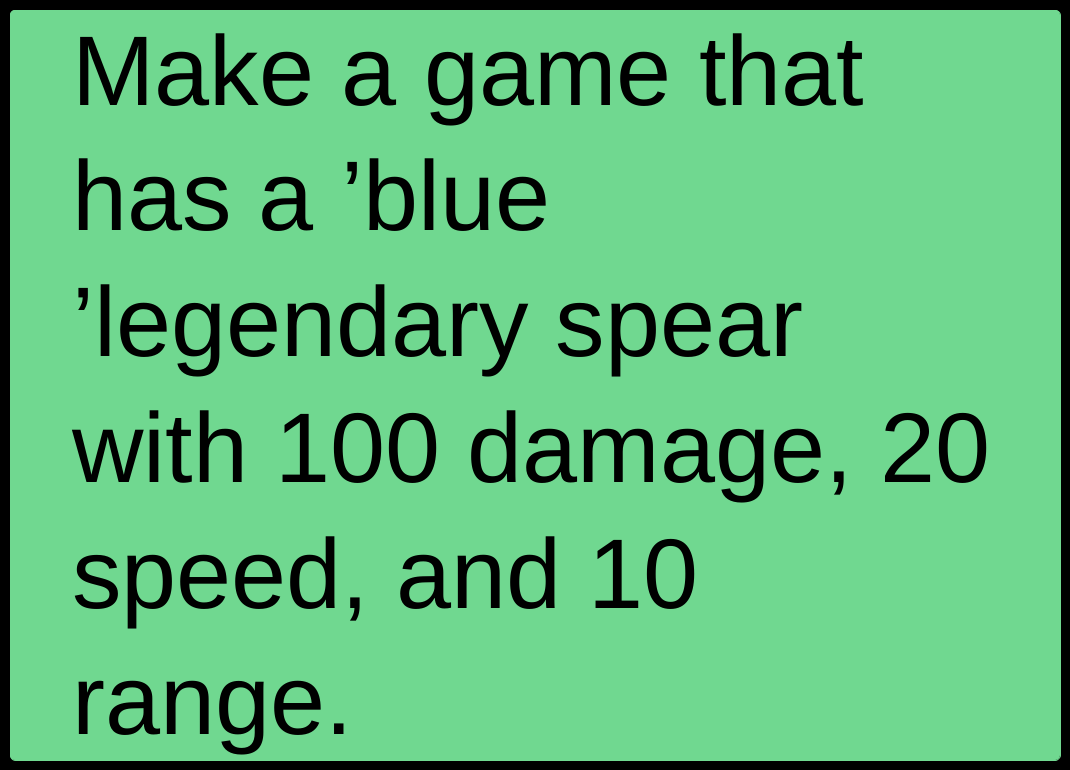 Make a game that
has a ’blue
’legendary spear
with 100 damage, 20
speed, and 10
range.